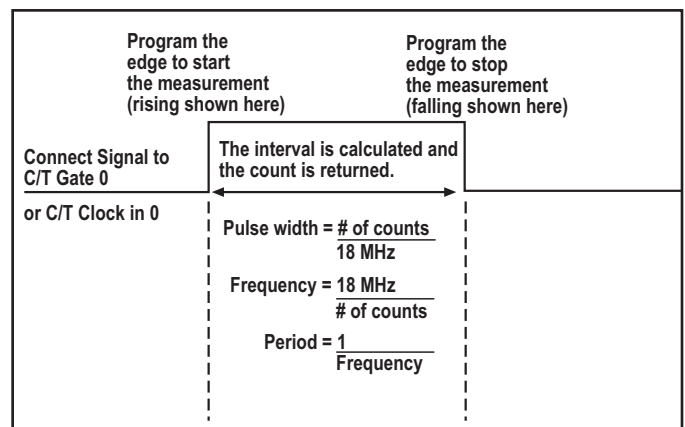 Program the
edge to start
the measurement
(rising shown here)
Program the
edge to stop
the measurement
(falling shown here)
Connect Signal to
C/T Gate 0
or C/T Clock in 0
The interval is calculated and
the count is returned.
Pulse width = # of counts
18 MHz
Frequency = 18 MHz
# of counts
Period = 1
Frequency